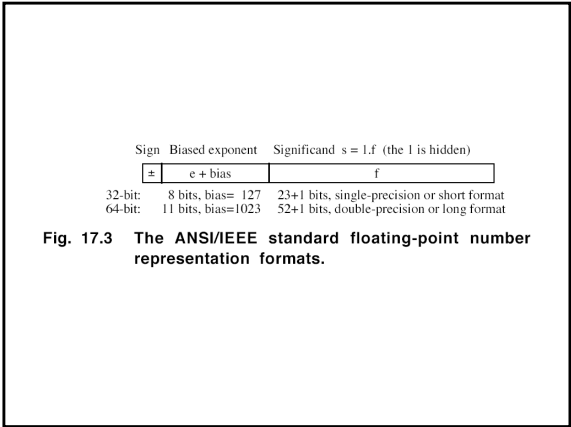 Sign Biased exponent Significand s = 1.f (the 1 is hidden)
± e + bias f
32-bit: 8 bits, bias= 127 23+1 bits, single-precision or short format
64-bit: 11 bits, bias=1023 52+1 bits, double-precision or long format
Fig. 17.3 The ANSI/IEEE standard floating-point number
representation formats.